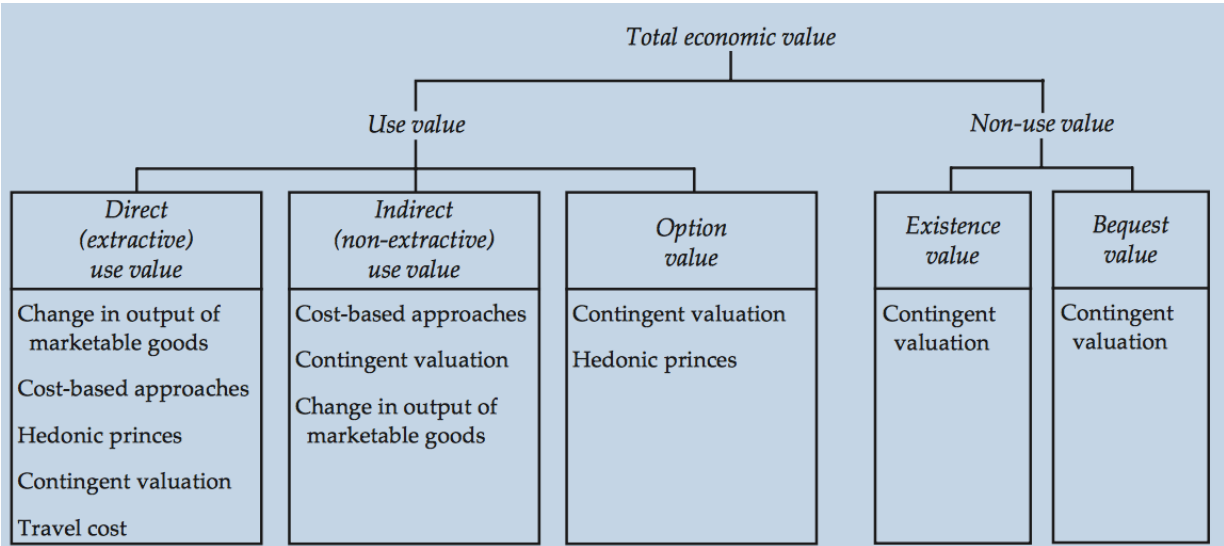 Total economic value
Use value
Non-use value
Direct
(extractive)
use value
Change in output of
marketable goods
Cost-based approaches
Hedonic princes
Contingent valuation
Travel cost
Indirect
(non-extractive)
use value
Cost-based approaches
Contingent valuation
Change in output of
marketable goods
Option
value
Contingent valuation
Hedonic princes
Existence
value
Contingent
valuation
Bequest
value
Contingent
valuation